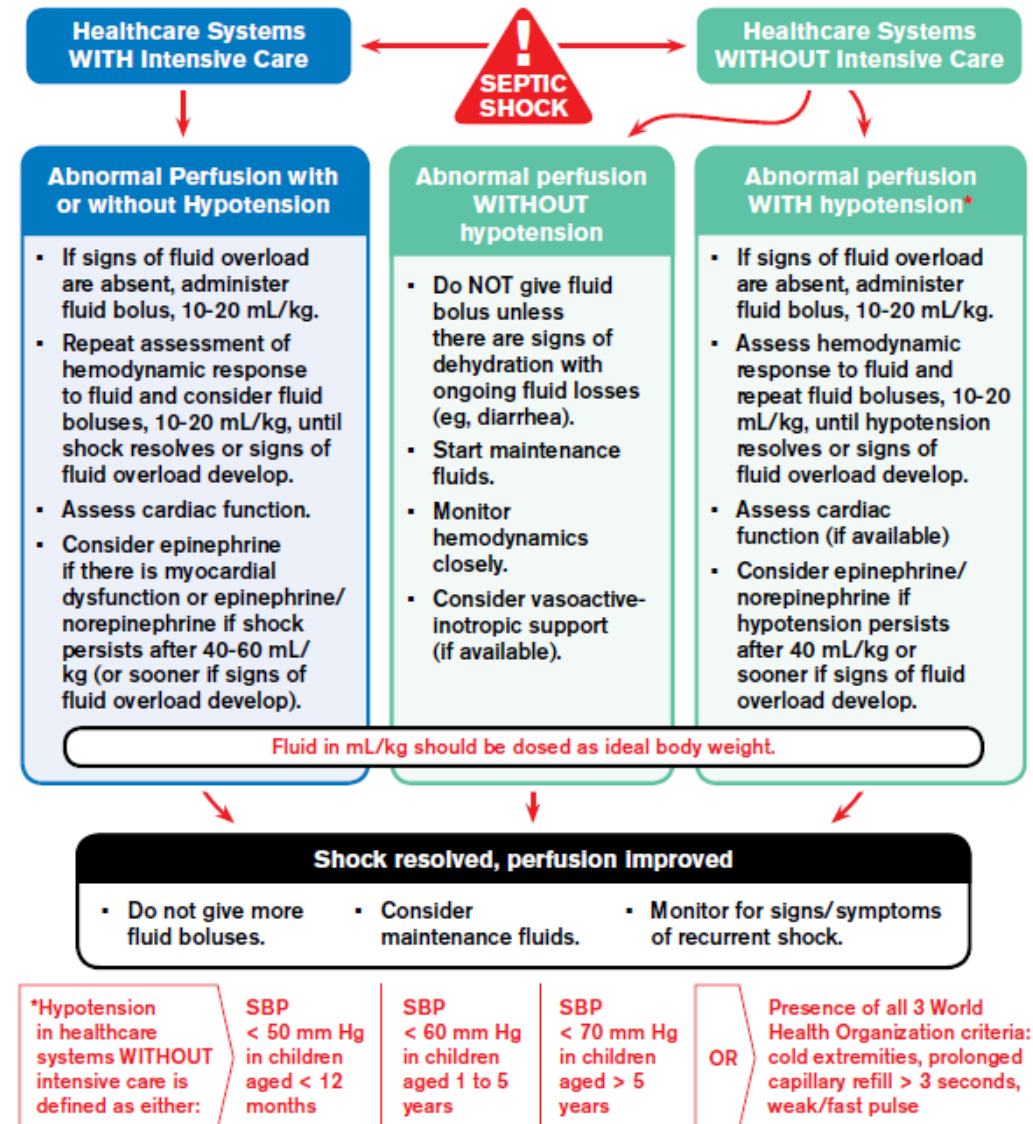 Healthcare Systems
WITH Intensive Care
!
SEPTIC
SHOCK
Healthcare Systems
WITHOUT Intensive Care
Abnormal Perfusion with
or without Hypotension
▪ If signs of fluid overload
are absent, administer
fluid bolus, 10-20 mL/kg.
▪ Repeat assessment of
hemodynamic response
to fluid and consider fluid
boluses, 10-20 mL/kg, until
shock resolves or signs of
fluid overload develop.
▪ Assess cardiac function.
▪ Consider epinephrine
if there is myocardial
dysfunction or epinephrine/
norepinephrine if shock
persists after 40-60 mL/
kg (or sooner if signs of
fluid overload develop).
Abnormal perfusion
WITHOUT
hypotension
▪ Do NOT give fluid
bolus unless
there are signs of
dehydration with
ongoing fluid losses
(eg, diarrhea).
▪ Start maintenance
fluids.
▪ Monitor
hemodynamics
closely.
▪ Consider vasoactive-
inotropic support
(if available).
Abnormal perfusion
WITH hypotension*
▪ If signs of fluid overload
are absent, administer
fluid bolus, 10-20 mL/kg.
▪ Assess hemodynamic
response to fluid and
repeat fluid boluses, 10-20
mL/kg, until hypotension
resolves or signs of
fluid overload develop.
▪ Assess cardiac
function (if available)
▪ Consider epinephrine/
norepinephrine if
hypotension persists
after 40 mL/kg or
sooner if signs of fluid
overload develop.
Fluid in mL/kg should be dosed as ideal body weight.
Shock resolved, perfusion improved
▪ Do not give more
fluid boluses.
▪ Consider
maintenance fluids.
▪ Monitor for signs/symptoms
of recurrent shock.
*Hypotension
in healthcare
systems WITHOUT
intensive care is
defined as either:
SBP
< 50 mm Hg
in children
aged < 12
months
SBP
< 60 mm Hg
in children
aged 1 to 5
years
SBP
< 70 mm Hg
in children
aged > 5
years
OR
Presence of all 3 World
Health Organization criteria:
cold extremities, prolonged
capillary refill > 3 seconds,
weak/fast pulse